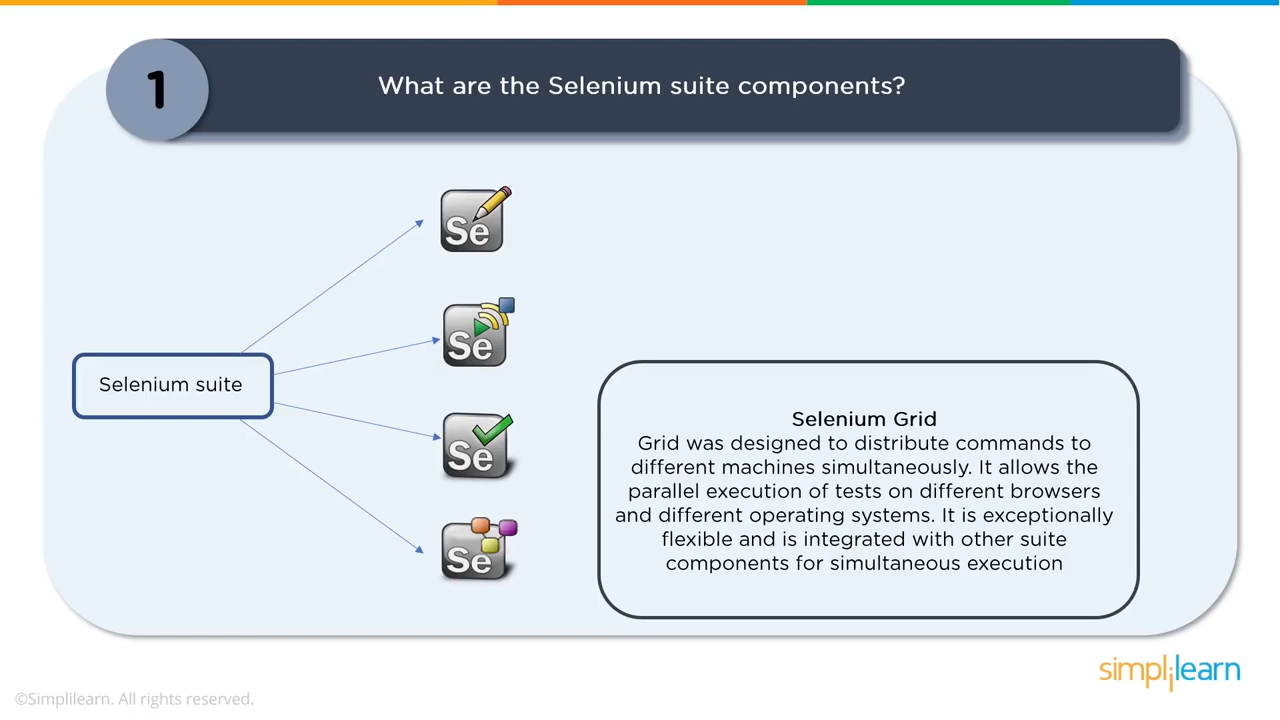 1
What are the Selenium suite components?
Se
Se
Selenium suite
Se
Se
Selenium Grid
Grid was designed to distribute commands to
different machines simultaneously. It allows the
parallel execution of tests on different browsers
and different operating systems. It is exceptionally
flexible and is integrated with other suite
components for simultaneous execution
simplilearn
©Simplilearn. All rights reserved.